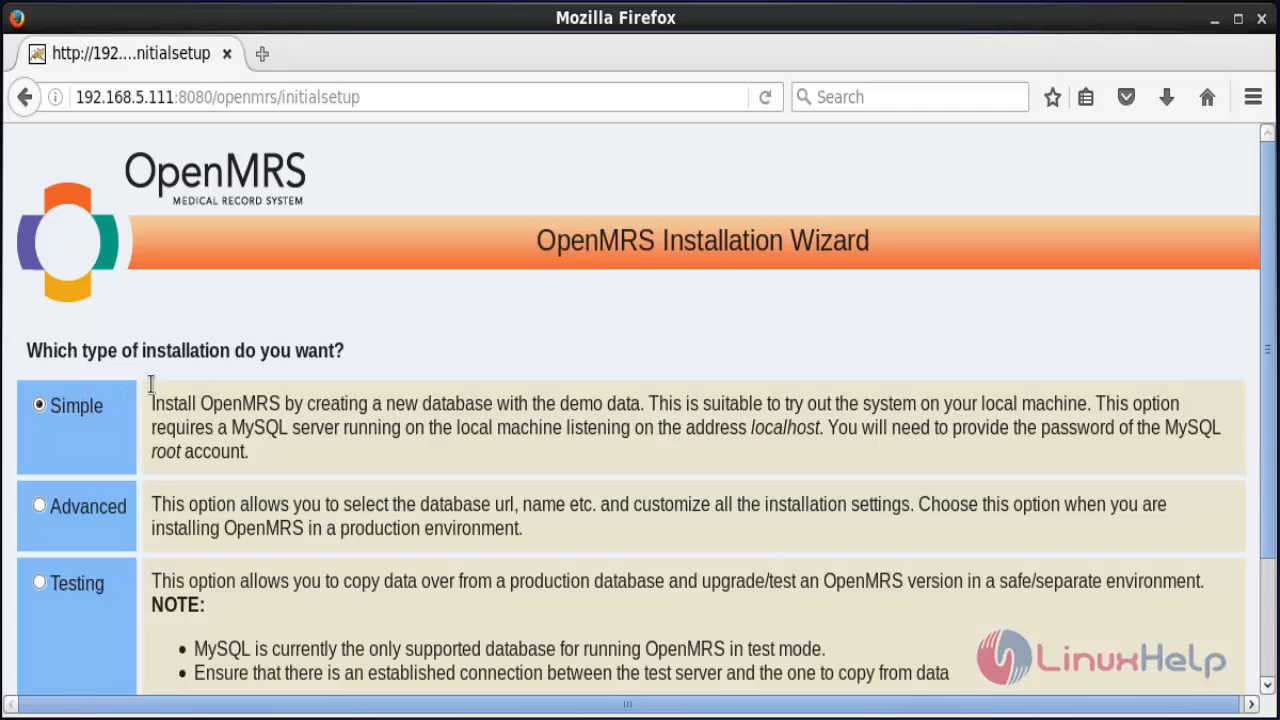 Mozilla Firefox
http://192....nitialsetup
192.168.5.111:8080/openmrs/initialsetup
Search
OpenMRS
MEDICAL RECORD SYSTEM
OpenMRS Installation Wizard
Which type of installation do you want?
Simple
Install OpenMRS by creating a new database with the demo data. This is suitable to try out the system on your local machine. This option
requires a MySQL server running on the local machine listening on the address localhost. You will need to provide the password of the MySQL
root account.
Advanced
This option allows you to select the database url, name etc. and customize all the installation settings. Choose this option when you are
installing OpenMRS in a production environment.
Testing
This option allows you to copy data over from a production database and upgrade/test an OpenMRS version in a safe/separate environment.
NOTE:
• MySQL is currently the only supported database for running OpenMRS in test mode.
• Ensure that there is an established connection between the test server and the one to copy from data
LinuxHelp